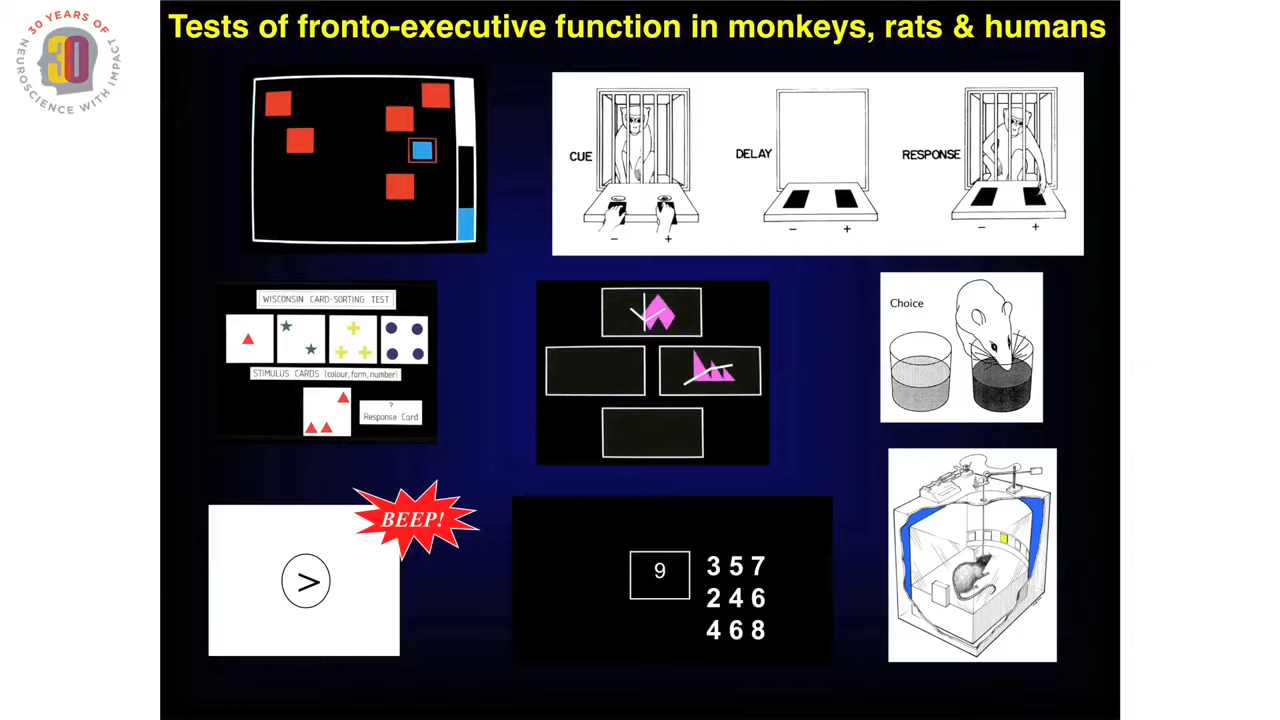 30 YEARS OF
30
NEUROSCIENCE WITH IMPACT
Tests of fronto-executive function in monkeys, rats & humans
CUE
DELAY
RESPONSE
- +
- +
- +
WISCONSIN CARD-SORTING TEST
STIMULUS CARDS (colour, form, number)
?
Response Card
Choice
BEEP!
>
9
3 5 7
2 4 6
4 6 8